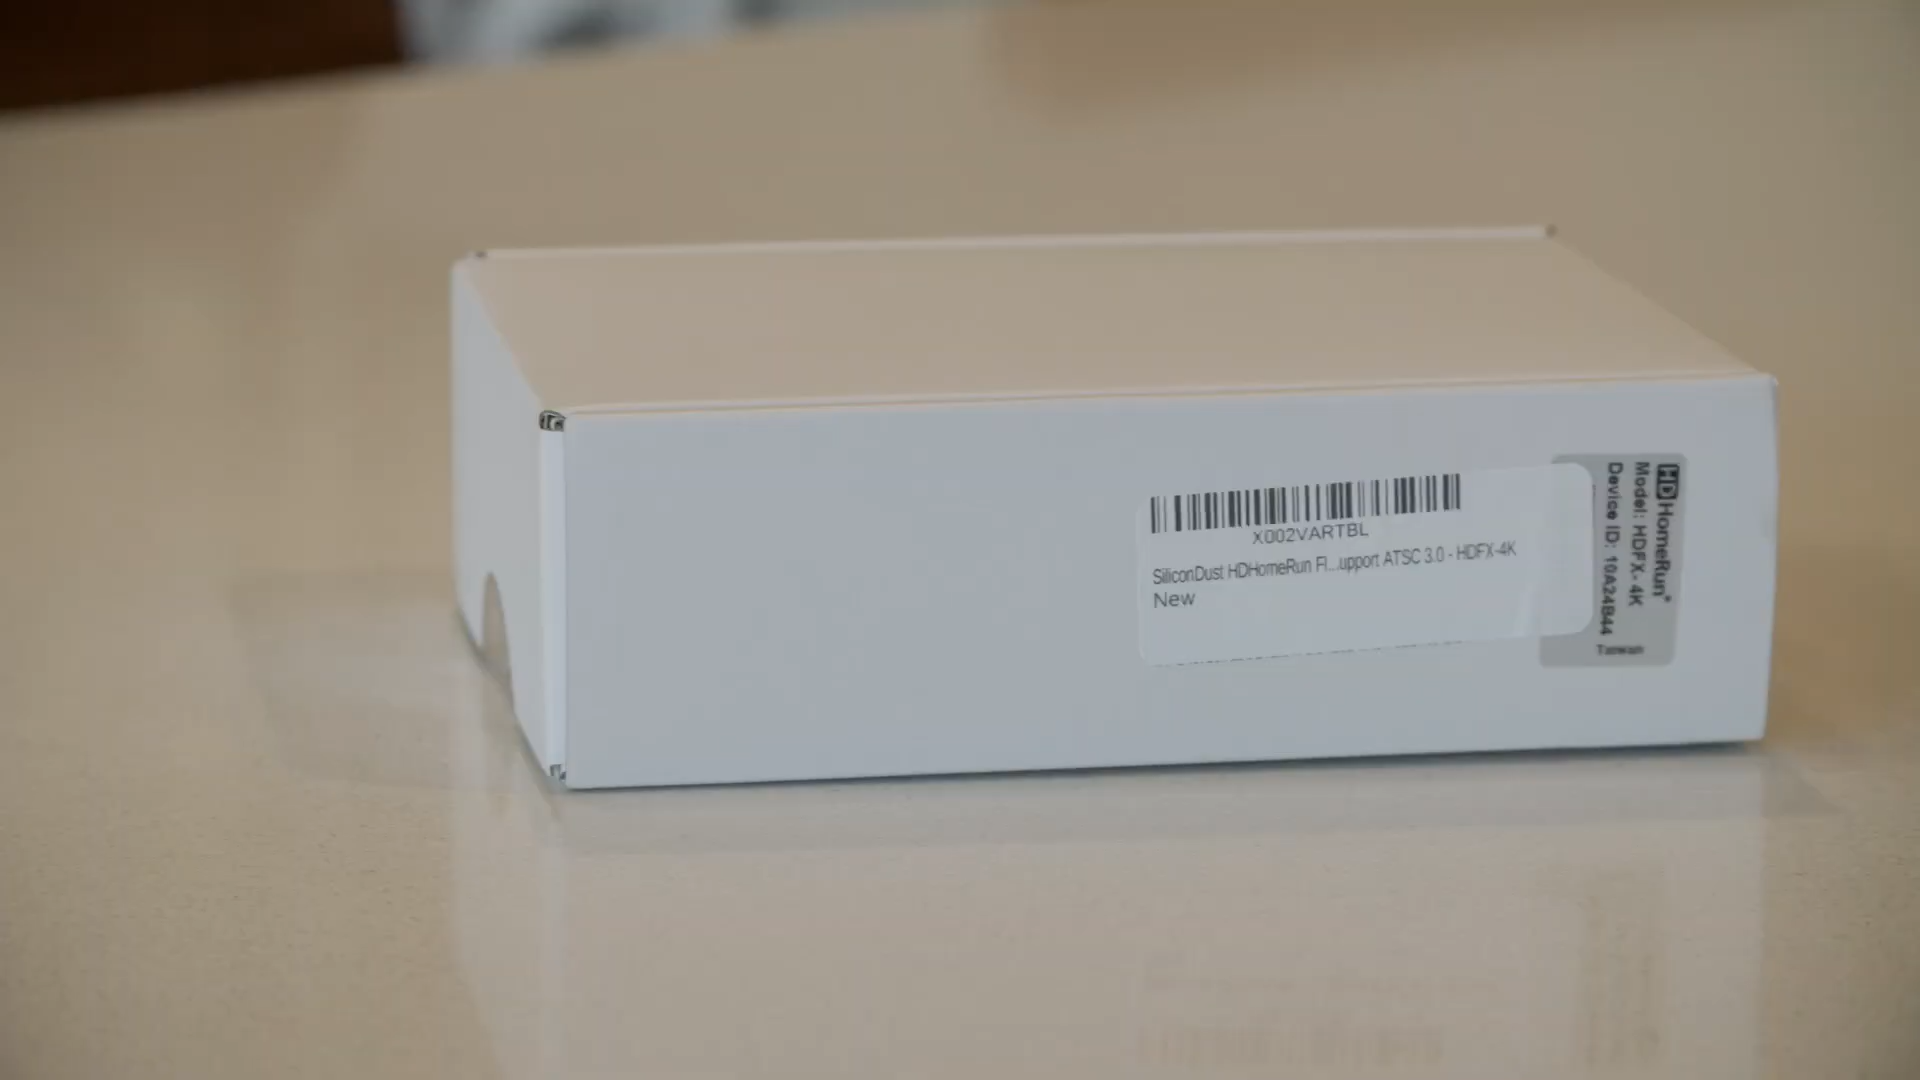 X002VARTBL
SiliconDust HDHomeRun Fl...upport ATSC 3.0 - HDFX-4K
New
HDHomeRun®
Model: HDFX-4K
Device ID: 10A24B44
Taiwan